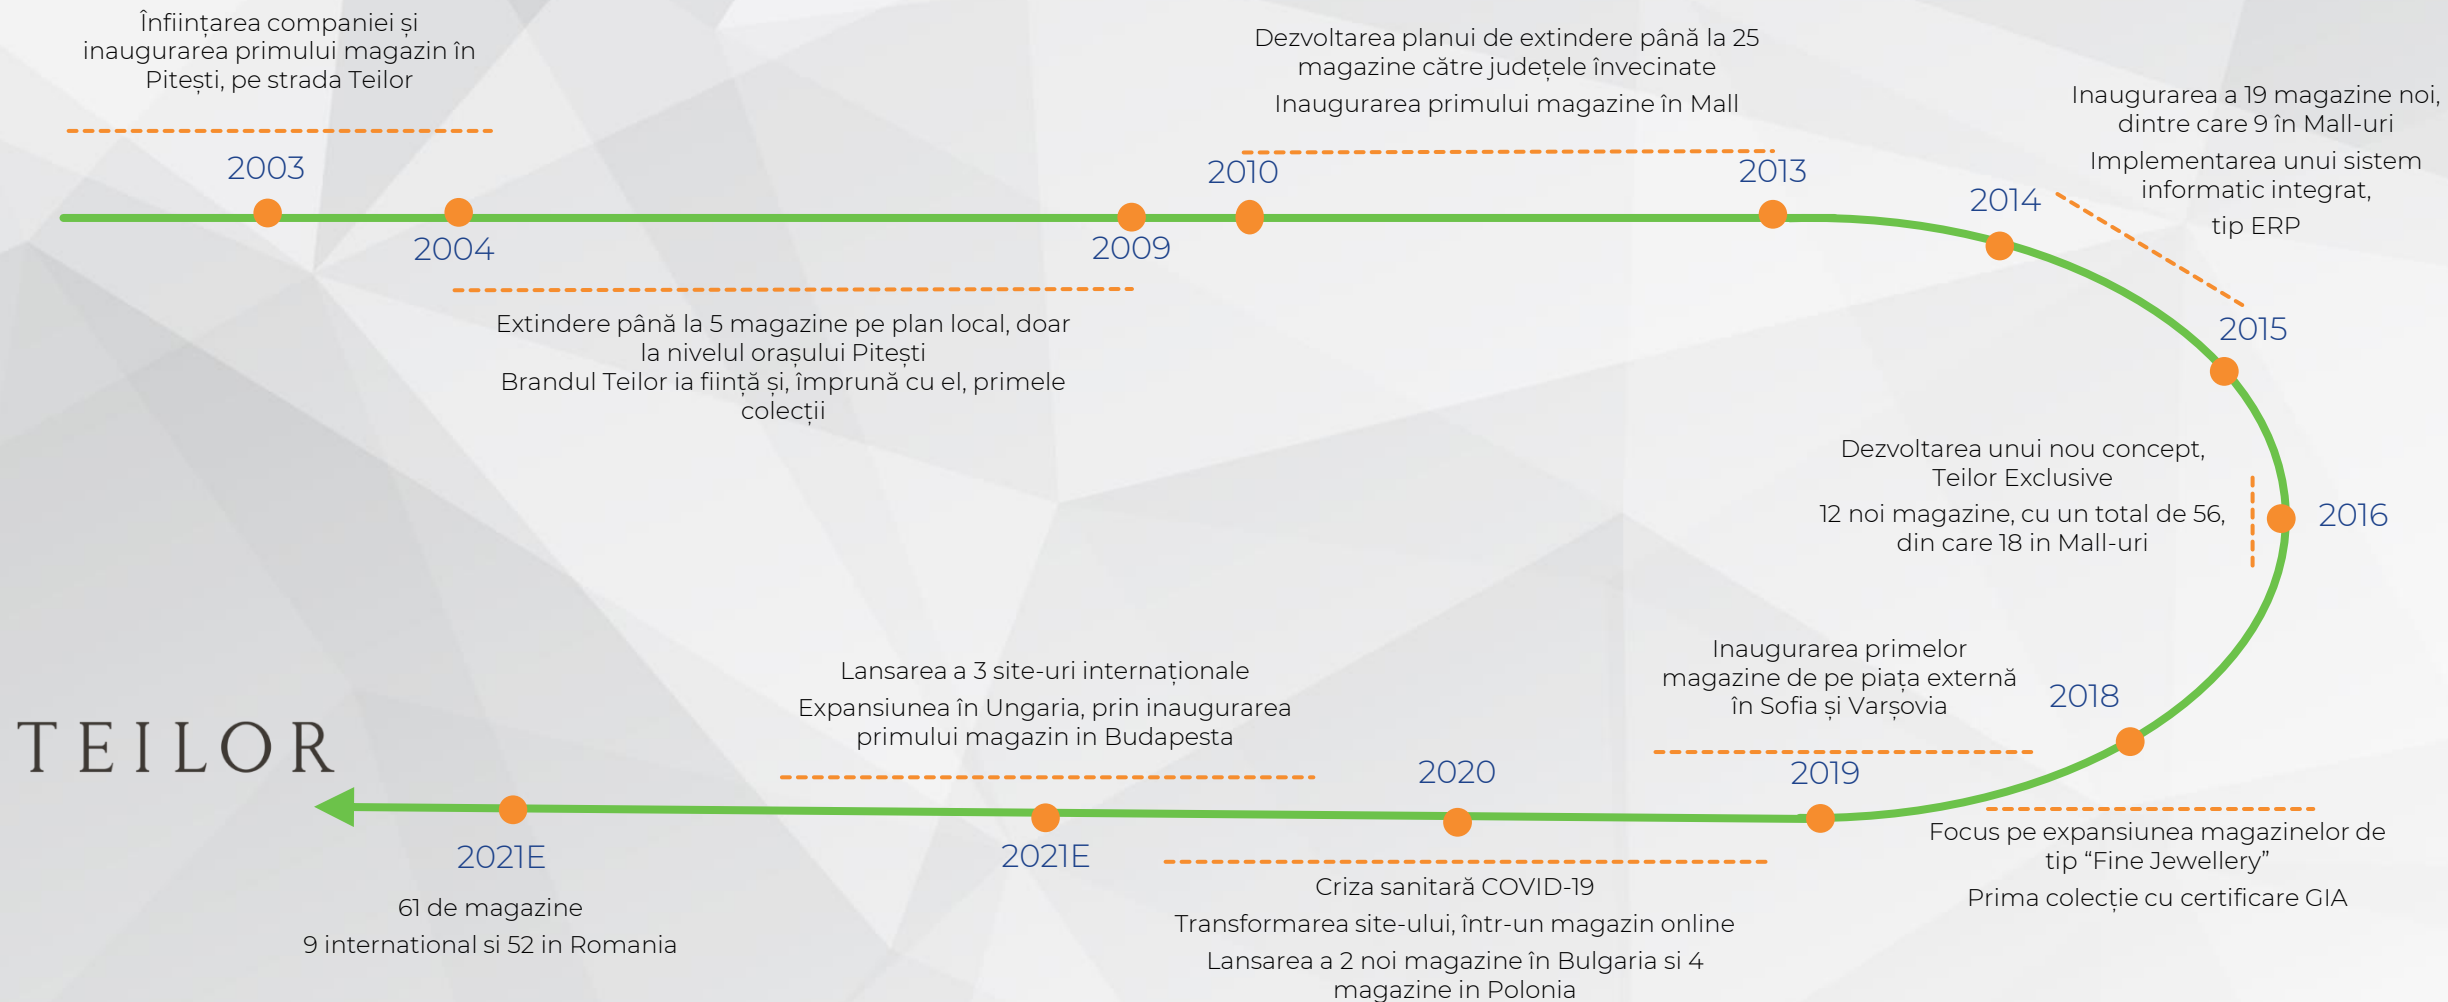 Înființarea companiei și
inaugurarea primului magazin în
Pitești, pe strada Teilor
2003
2004
Extindere până la 5 magazine pe plan local, doar
la nivelul orașului Pitești
Brandul Teilor ia ființă și, împrună cu el, primele
colecții
2009
Dezvoltarea planui de extindere până la 25
magazine către județele învecinate
Inaugurarea primului magazine în Mall
2010
2013
2014
Inaugurarea a 19 magazine noi,
dintre care 9 în Mall-uri
Implementarea unui sistem
informatic integrat,
tip ERP
2015
Dezvoltarea unui nou concept,
Teilor Exclusive
12 noi magazine, cu un total de 56,
din care 18 in Mall-uri
2016
2018
Focus pe expansiunea magazinelor de
tip “Fine Jewellery”
Prima colecție cu certificare GIA
Inaugurarea primelor
magazine de pe piața externă
în Sofia și Varșovia
2019
2020
Criza sanitară COVID-19
Transformarea site-ului, într-un magazin online
Lansarea a 2 noi magazine în Bulgaria si 4
magazine in Polonia
Lansarea a 3 site-uri internaționale
Expansiunea în Ungaria, prin inaugurarea
primului magazin in Budapesta
2021E
2021E
61 de magazine
9 international si 52 in Romania
TEILOR